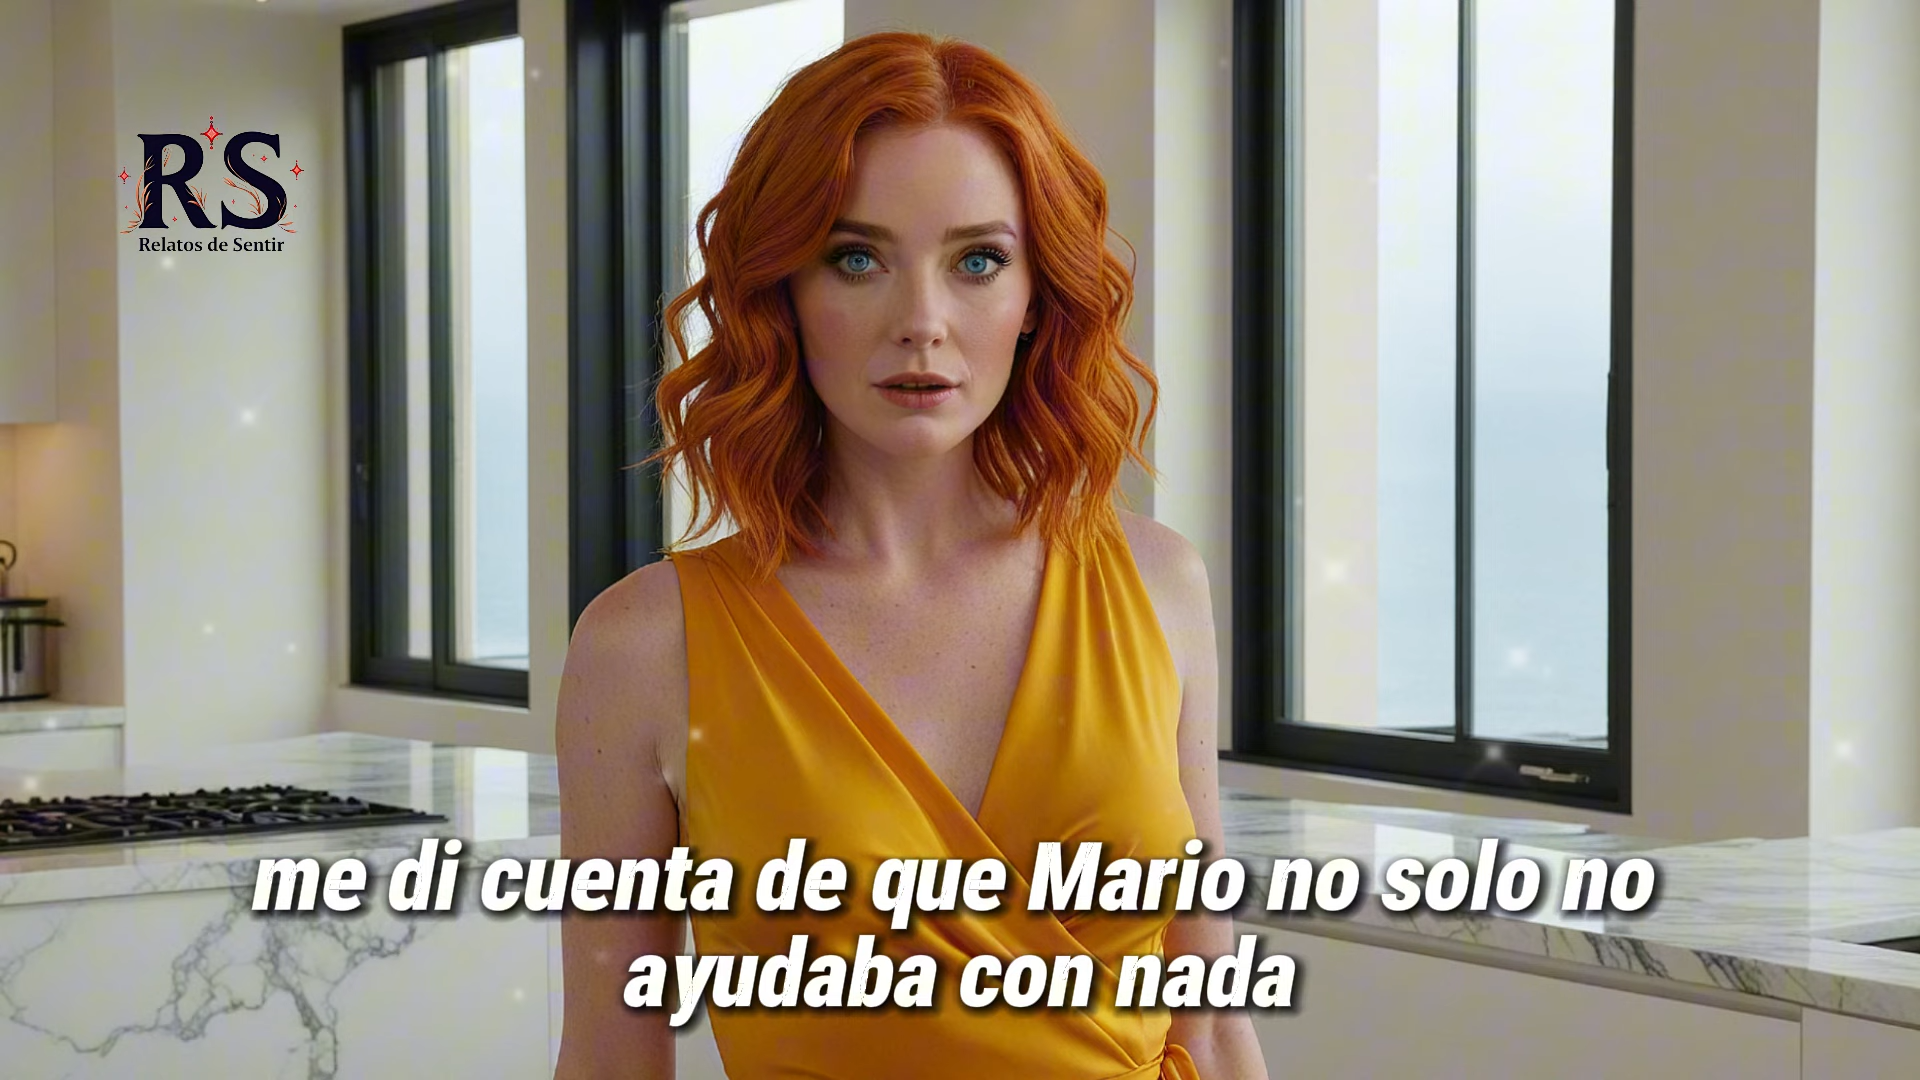 RS
Relatos de Sentir
me di cuenta de que Mario no solo no
ayudaba con nada